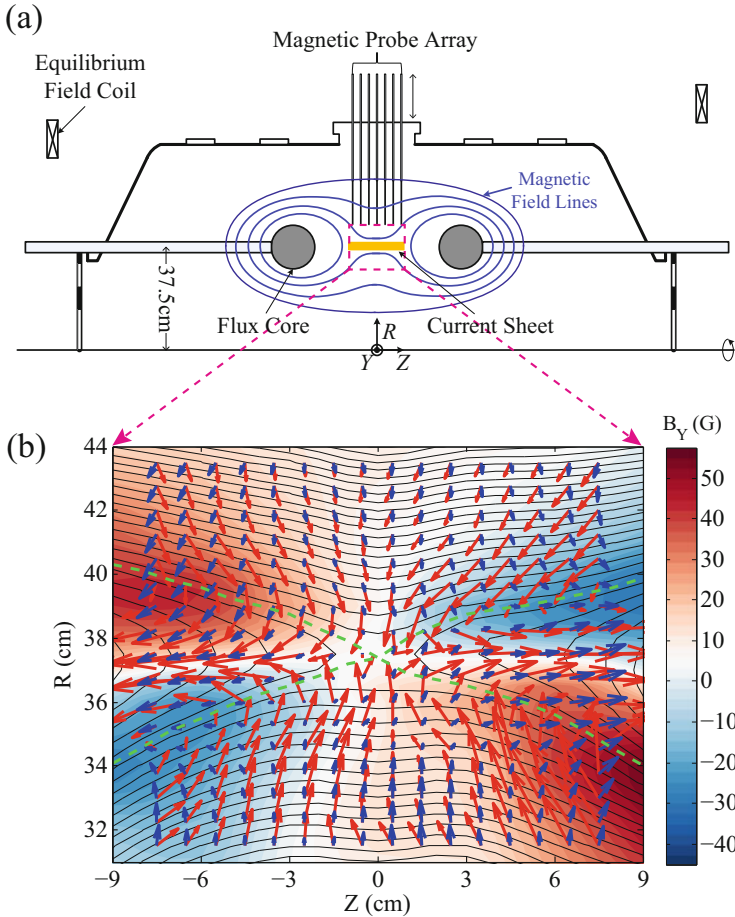 (a)
Magnetic Probe Array
Equilibrium
Field Coil
Magnetic
Field Lines
37.5cm
Flux Core
Current Sheet
R
Y
Z
(b)
B_Y (G)
44
42
40
38
36
34
32
R (cm)
−9
−6
−3
0
3
6
9
Z (cm)
50
40
30
20
10
0
−10
−20
−30
−40